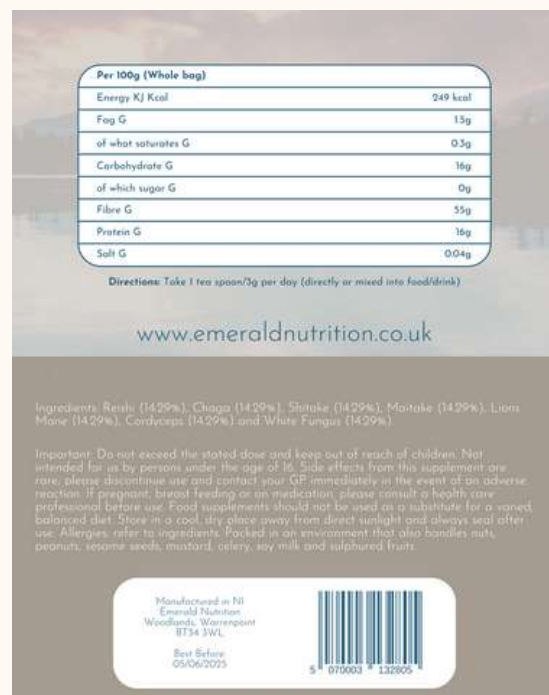 Per 100g (Whole bag)
Energy KJ Kcal 249 kcal
Fag G 1.5g
of what saturates G 0.3g
Carbohydrate G 16g
of which sugar G 0g
Fibre G 55g
Protein G 16g
Salt G 0.04g
Directions: Take 1 tea spoon/3g per day (directly or mixed into food/drink)
www.emeraldnutrition.co.uk
Ingredients: Reishi (14.29%), Chaga (14.29%), Shitake (14.29%), Maitake (14.29%), Lions
Mane (14.29%), Cordyceps (14.29%) and White Fungus (14.29%)
Important: Do not exceed the stated dose and keep out of reach of children. Not
intended for us by persons under the age of 16. Side effects from this supplement are
rare, please discontinue use and contact your GP immediately in the event of an adverse
reaction. If pregnant, breast feeding or on medication, please consult a health care
professional before use. Food supplements should not be used as a substitute for a varied,
balanced diet. Store in a cool, dry place away from direct sunlight and always seal after
use. Allergies: refer to ingredients. Packed in an environment that also handles nuts,
peanuts, sesame seeds, mustard, celery, soy milk and sulphured fruits.
Manufactured in NI
Emerald Nutrition
Woodlands, Warrenpoint
BT34 3WL
Best Before:
05/06/2025
5 070003 132805